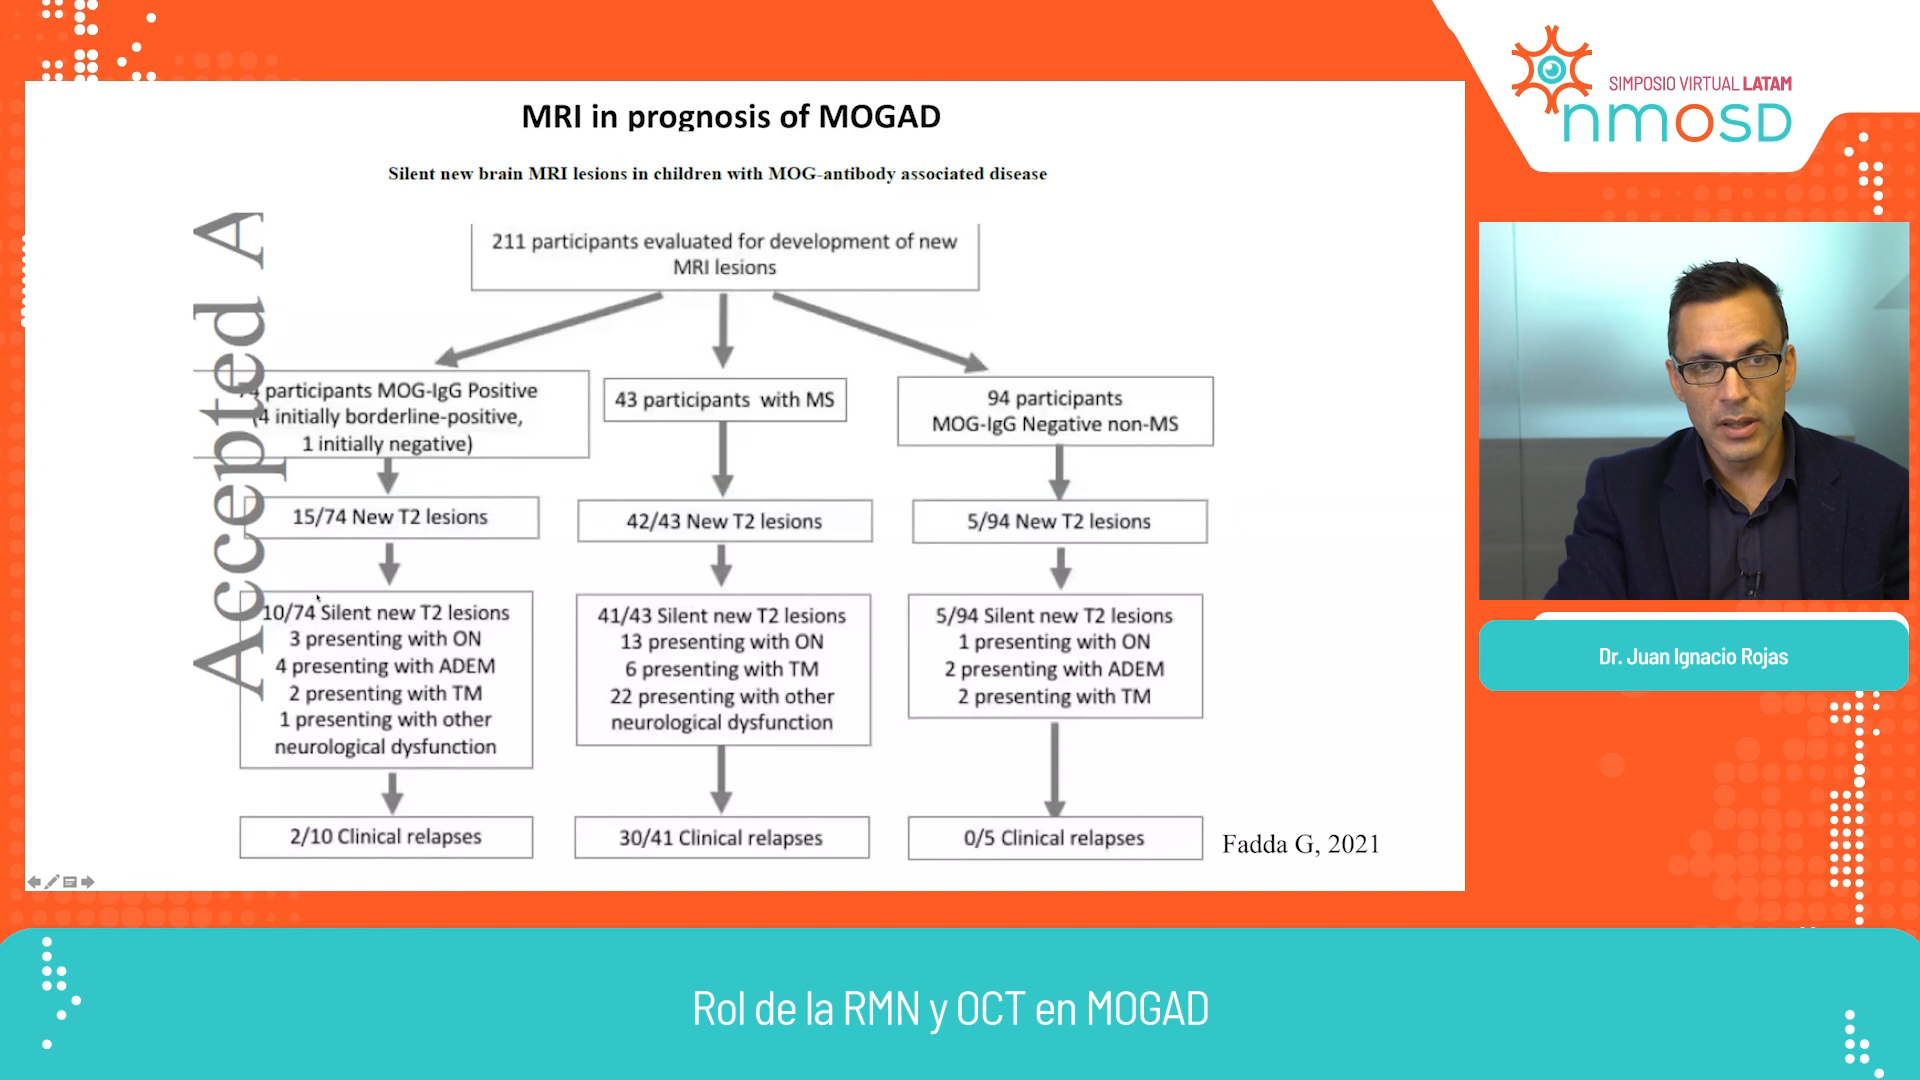 MRI in prognosis of MOGAD
Silent new brain MRI lesions in children with MOG-antibody associated disease
Accepted A
211 participants evaluated for development of new
MRI lesions
74 participants MOG-IgG Positive
(4 initially borderline-positive,
1 initially negative)
43 participants with MS
94 participants
MOG-IgG Negative non-MS
15/74 New T2 lesions
42/43 New T2 lesions
5/94 New T2 lesions
10/74 Silent new T2 lesions
3 presenting with ON
4 presenting with ADEM
2 presenting with TM
1 presenting with other
neurological dysfunction
41/43 Silent new T2 lesions
13 presenting with ON
6 presenting with TM
22 presenting with other
neurological dysfunction
5/94 Silent new T2 lesions
1 presenting with ON
2 presenting with ADEM
2 presenting with TM
2/10 Clinical relapses
30/41 Clinical relapses
0/5 Clinical relapses
Fadda G, 2021
SIMPOSIO VIRTUAL LATAM
nmosd
Dr. Juan Ignacio Rojas
Rol de la RMN y OCT en MOGAD